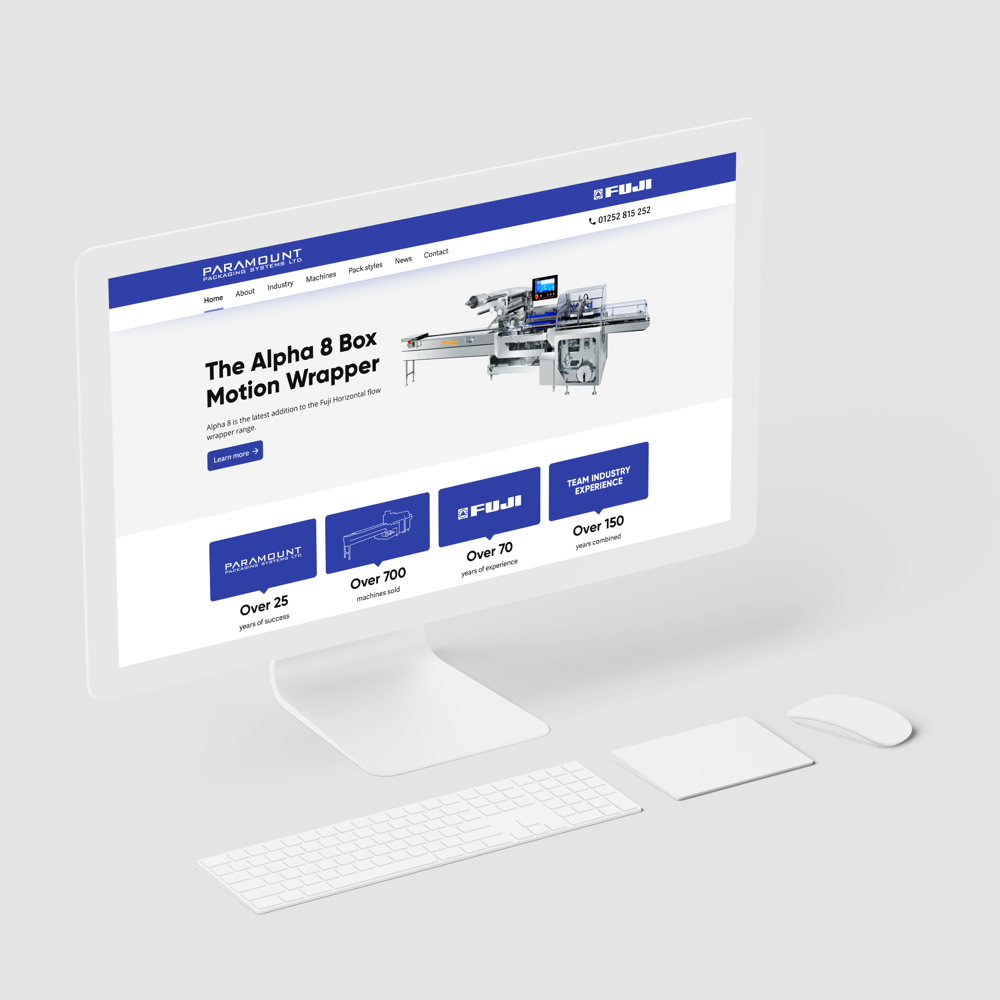 FUJI
01252 815 252
PARAMOUNT
PACKAGING SYSTEMS LTD
Home About Industry Machines Pack styles News Contact
The Alpha 8 Box
Motion Wrapper
Alpha 8 is the latest addition to the Fuji Horizontal flow
wrapper range.
Learn more
PARAMOUNT
PACKAGING SYSTEMS LTD
Over 25
years of success
Over 700
machines sold
FUJI
Over 70
years of experience
TEAM INDUSTRY
EXPERIENCE
Over 150
years combined